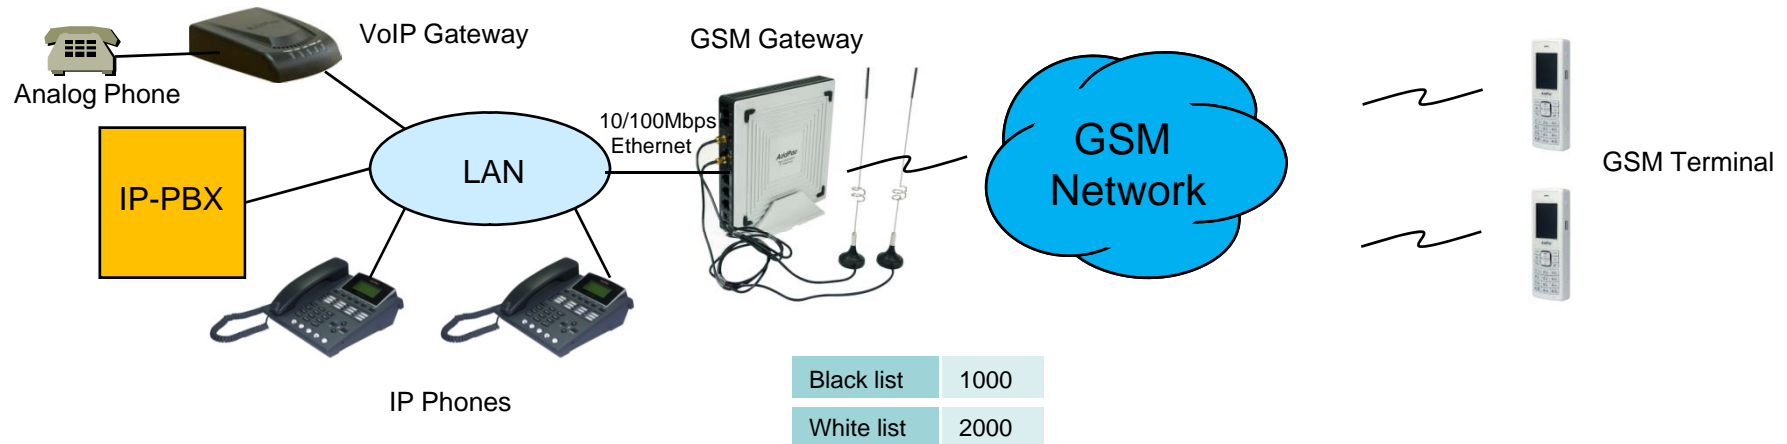 VoIP Gateway
GSM Gateway
Analog Phone
10/100Mbps
Ethernet
AddPac
IP-PBX
LAN
GSM
Network
GSM Terminal
IP Phones
Black list 1000
White list 2000